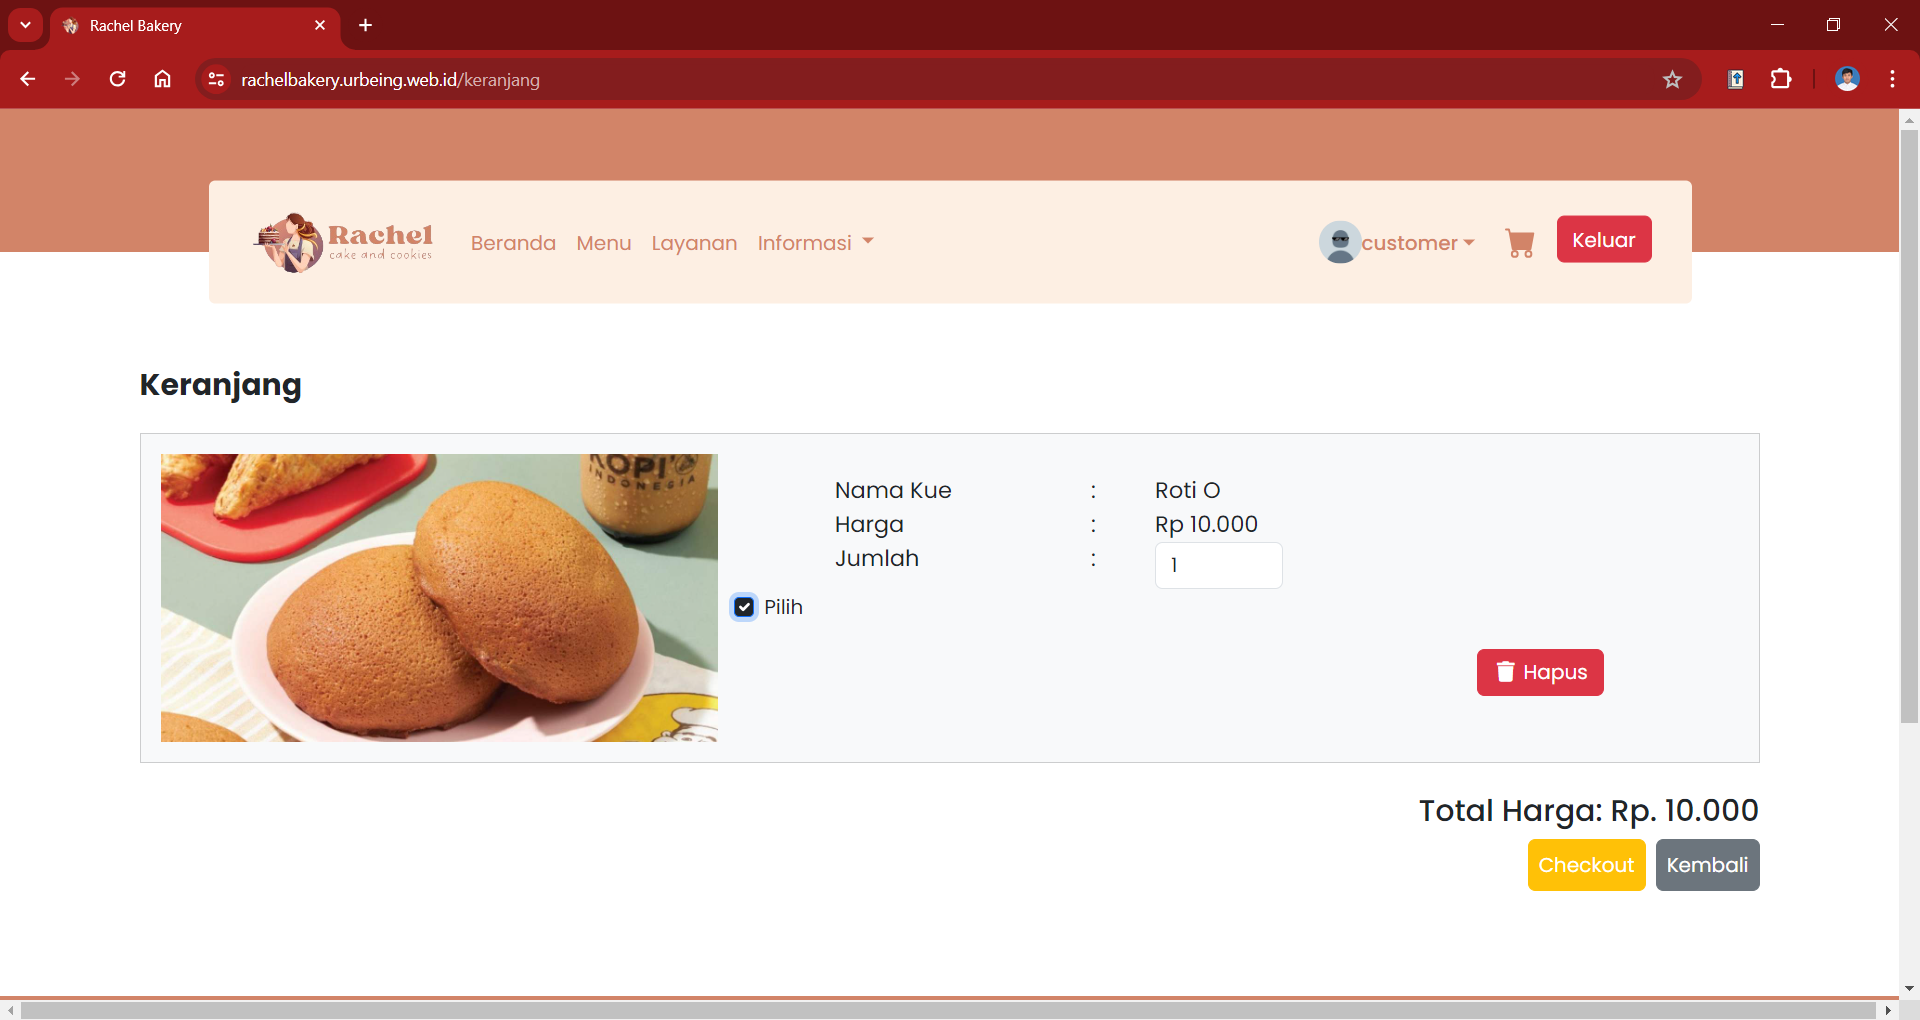 Rachel Bakery
rachelbakery.urbeing.web.id/keranjang
Rachel
cake and cookies
Beranda Menu Layanan Informasi
customer
Keluar
Keranjang
KOPI'O
INDONESIA
Nama Kue : Roti O
Harga : Rp 10.000
Jumlah : 1
Pilih
Hapus
Total Harga: Rp. 10.000
Checkout Kembali